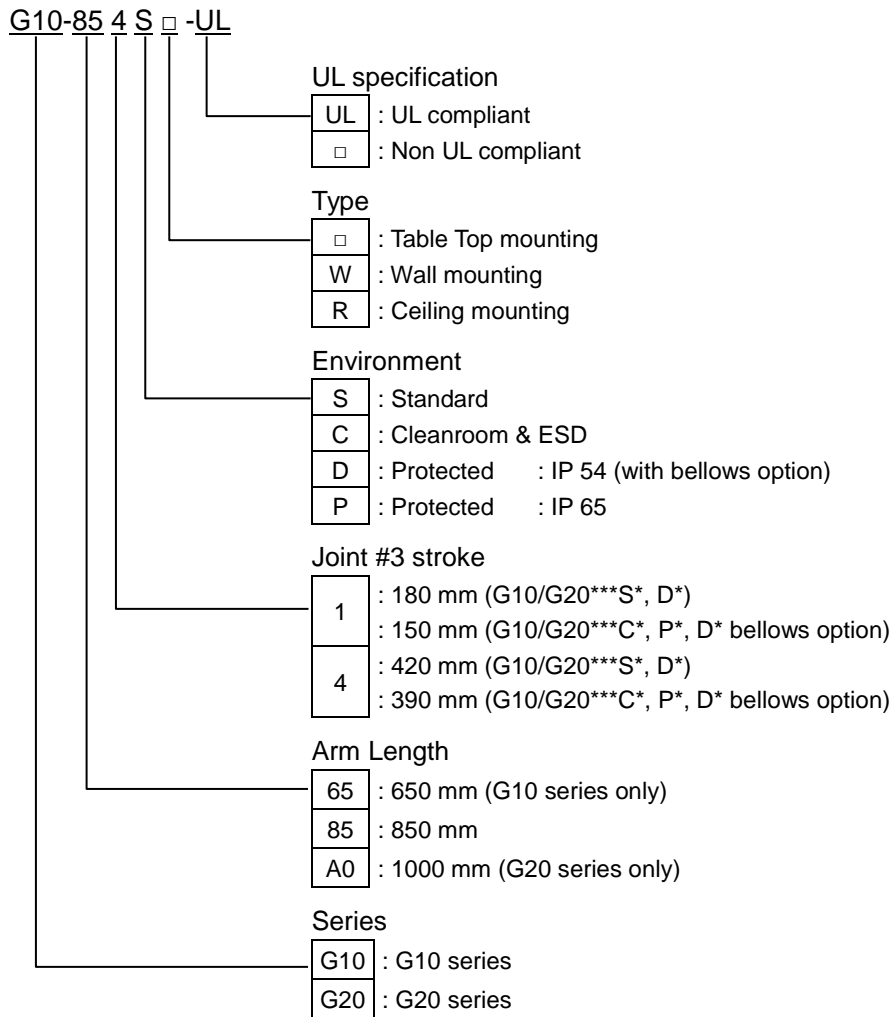 G10-85 4 S □ -UL
UL specification
UL : UL compliant
□ : Non UL compliant
Type
□ : Table Top mounting
W : Wall mounting
R : Ceiling mounting
Environment
S : Standard
C : Cleanroom & ESD
D : Protected : IP 54 (with bellows option)
P : Protected : IP 65
Joint #3 stroke
1 : 180 mm (G10/G20***S*, D*)
: 150 mm (G10/G20***C*, P*, D* bellows option)
4 : 420 mm (G10/G20***S*, D*)
: 390 mm (G10/G20***C*, P*, D* bellows option)
Arm Length
65 : 650 mm (G10 series only)
85 : 850 mm
A0 : 1000 mm (G20 series only)
Series
G10 : G10 series
G20 : G20 series